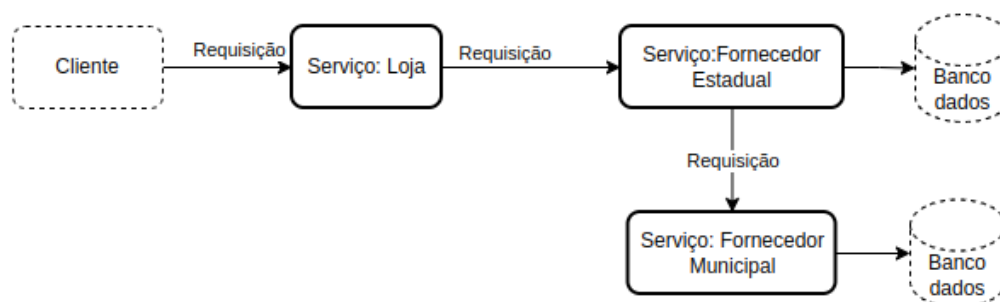 Cliente
Requisição
Serviço: Loja
Requisição
Serviço:Fornecedor
Estadual
Banco
dados
Requisição
Serviço: Fornecedor
Municipal
Banco
dados